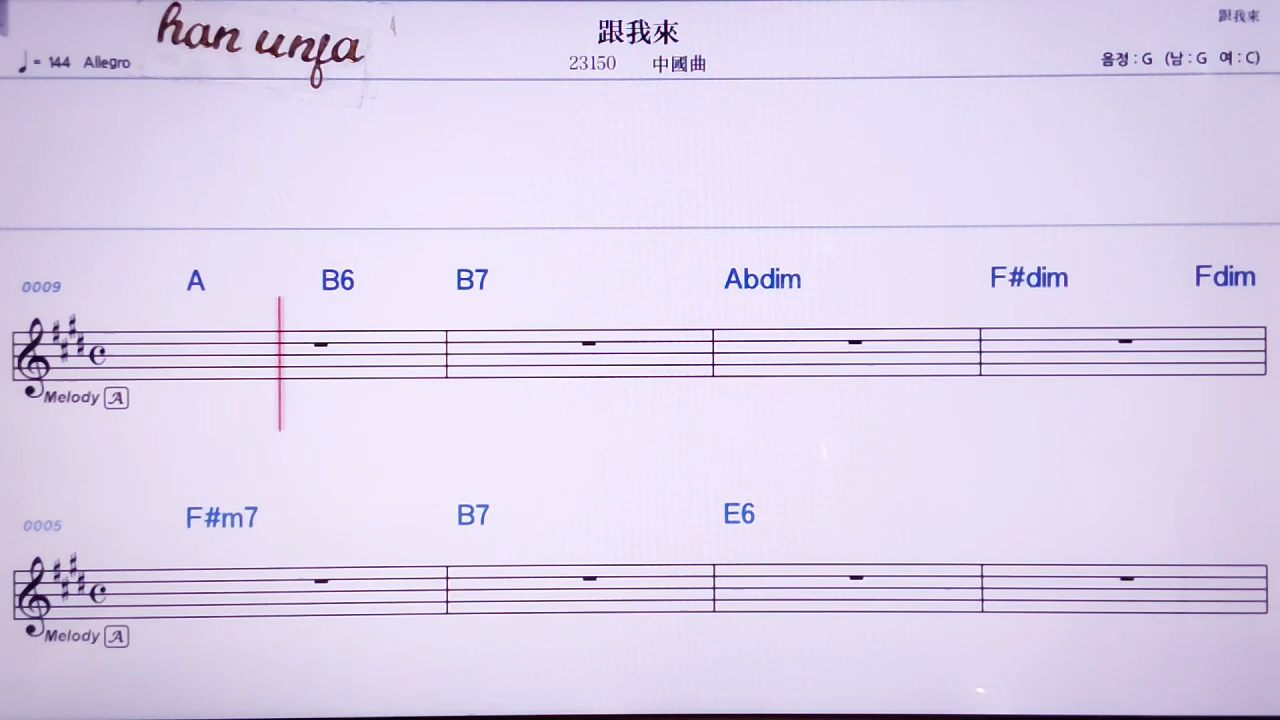 han unfa
跟我來
跟我來
♩= 144 Allegro
23150 中國曲
음정 : G (남 : G 여 : C)
0009 A B6 B7 Abdim F#dim Fdim
Melody A
0005 F#m7 B7 E6
Melody A